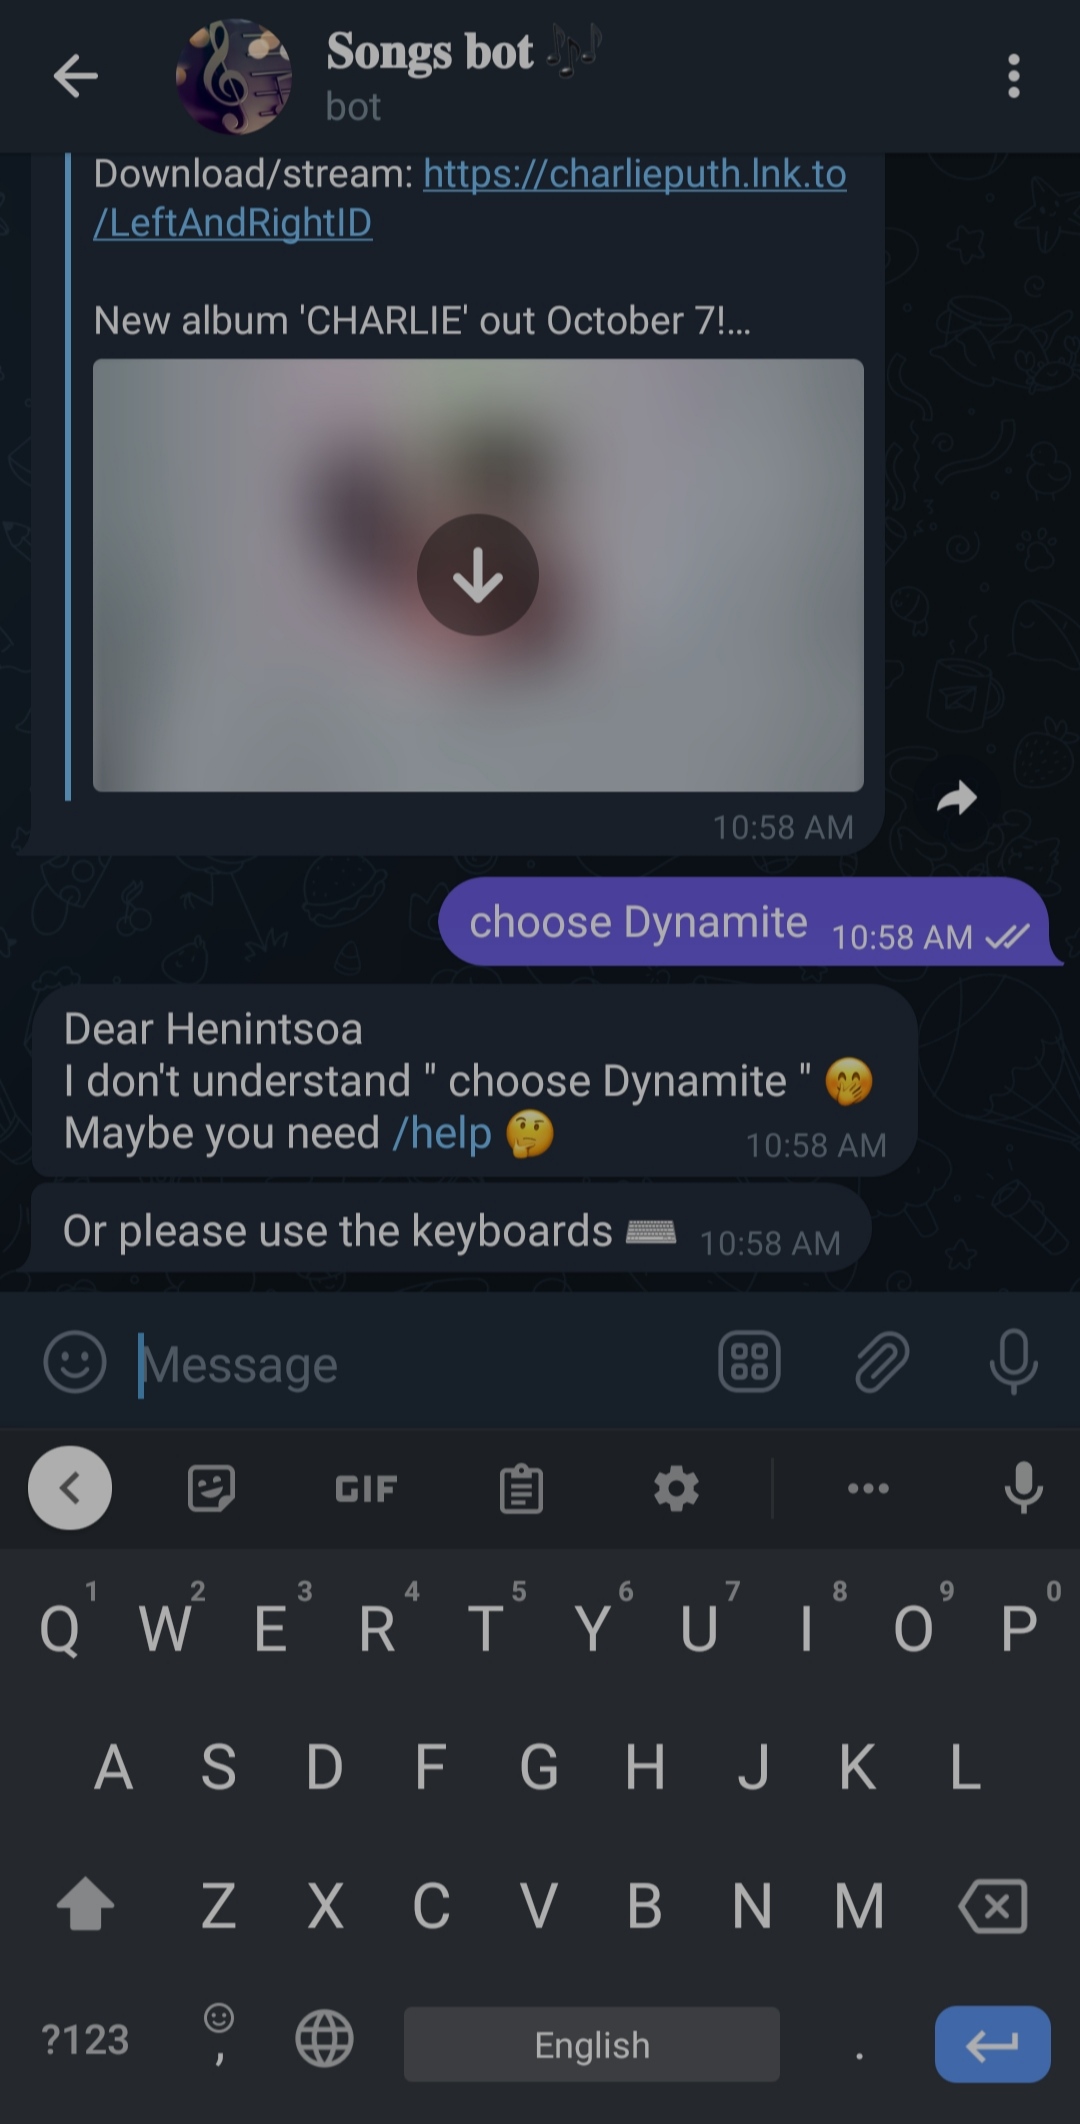 Songs bot 🎶
bot
Download/stream: https://charlieputh.lnk.to
/LeftAndRightID
New album 'CHARLIE' out October 7!...
10:58 AM
choose Dynamite 10:58 AM
Dear Henintsoa
I don't understand " choose Dynamite " 🤭
Maybe you need /help 🤔 10:58 AM
Or please use the keyboards ⌨️ 10:58 AM
Message
GIF
1 2 3 4 5 6 7 8 9 0
Q W E R T Y U I O P
A S D F G H J K L
Z X C V B N M
?123 , English .